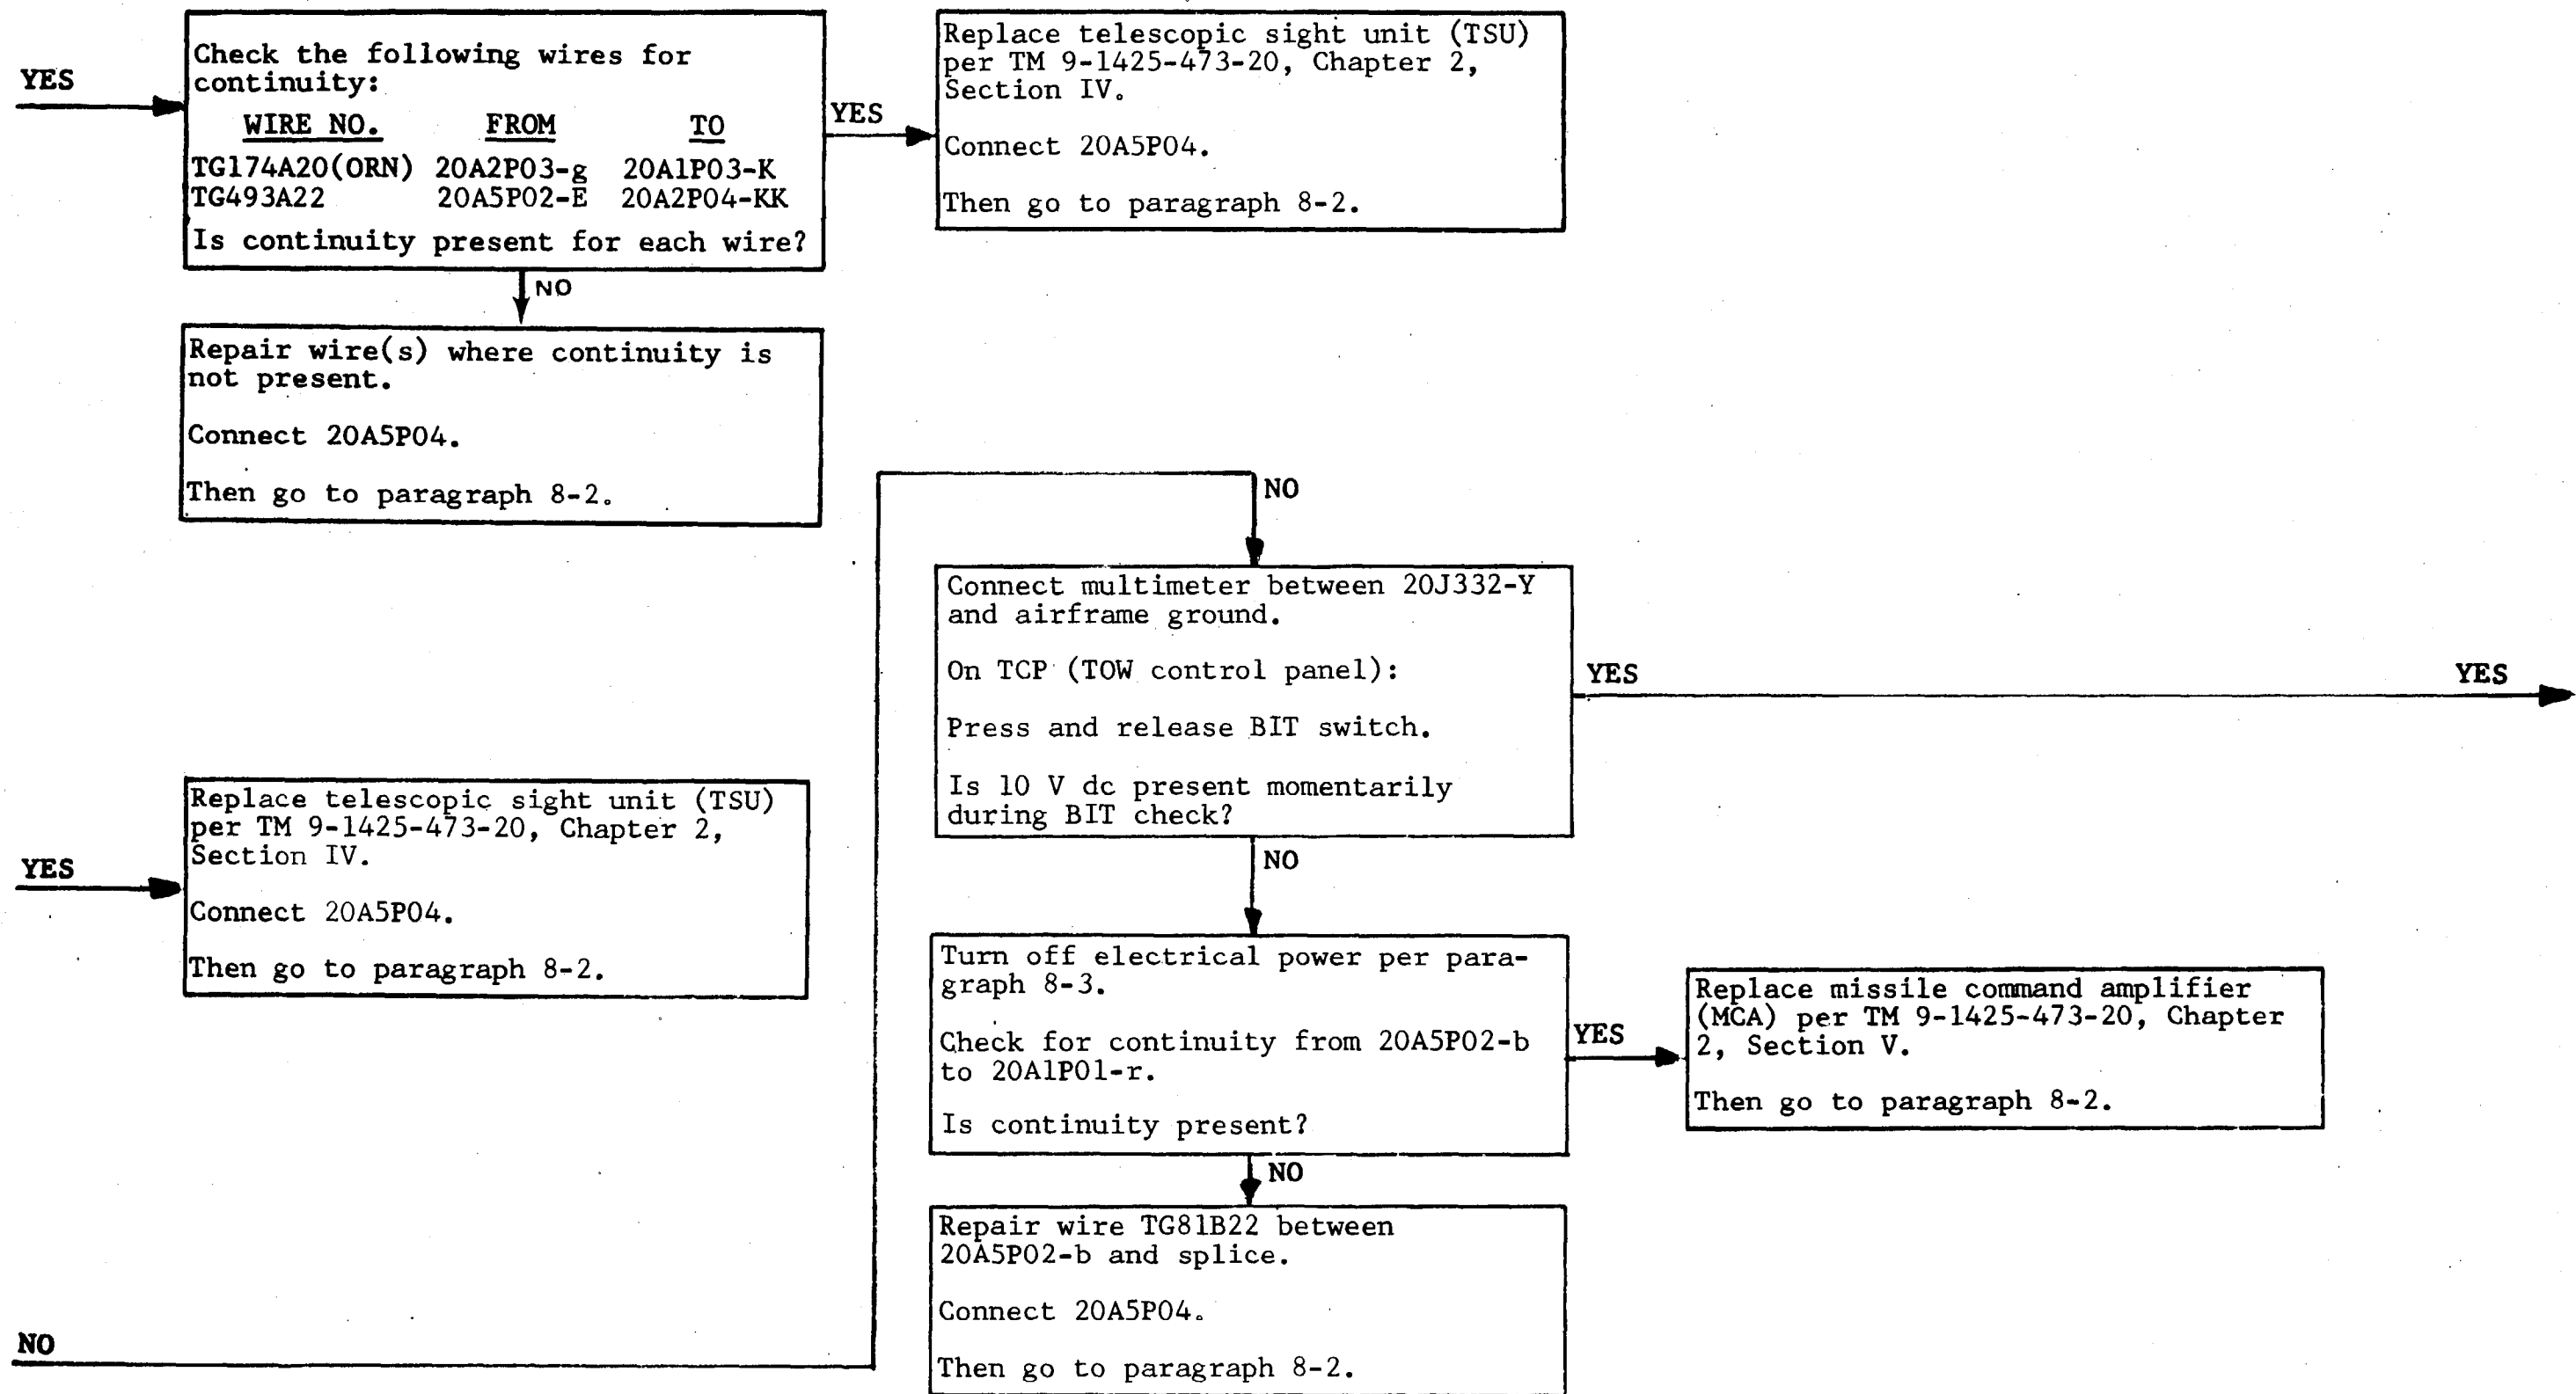 YES
Check the following wires for
continuity:
WIRE NO. FROM TO
TG174A20(ORN) 20A2P03-g 20A1P03-K
TG493A22 20A5P02-E 20A2P04-KK
Is continuity present for each wire?
YES
Replace telescopic sight unit (TSU)
per TM 9-1425-473-20, Chapter 2,
Section IV.
Connect 20A5P04.
Then go to paragraph 8-2.
NO
Repair wire(s) where continuity is
not present.
Connect 20A5P04.
Then go to paragraph 8-2.
YES
Replace telescopic sight unit (TSU)
per TM 9-1425-473-20, Chapter 2,
Section IV.
Connect 20A5P04.
Then go to paragraph 8-2.
NO
NO
Connect multimeter between 20J332-Y
and airframe ground.
On TCP (TOW control panel):
Press and release BIT switch.
Is 10 V dc present momentarily
during BIT check?
YES
YES
NO
Turn off electrical power per para-
graph 8-3.
Check for continuity from 20A5P02-b
to 20A1P01-r.
Is continuity present?
YES
Replace missile command amplifier
(MCA) per TM 9-1425-473-20, Chapter
2, Section V.
Then go to paragraph 8-2.
NO
Repair wire TG81B22 between
20A5P02-b and splice.
Connect 20A5P04.
Then go to paragraph 8-2.